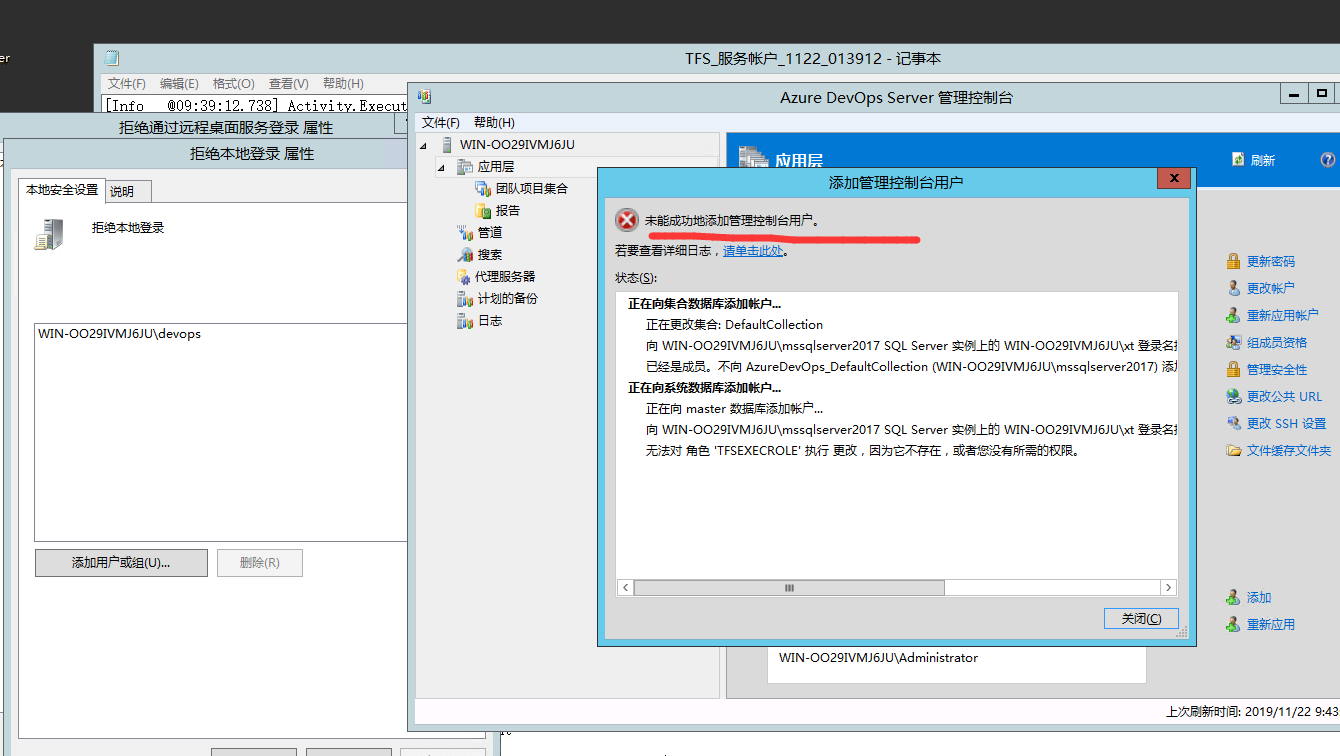 er
TFS_服务帐户_1122_013912 - 记事本
文件(F) 编辑(E) 格式(O) 查看(V) 帮助(H)
[Info @09:39:12.738] Activity.Execut
拒绝通过远程桌面服务登录 属性
拒绝本地登录 属性
本地安全设置 说明
拒绝本地登录
WIN-OO29IVMJ6JU\devops
添加用户或组(U)... 删除(R)
Azure DevOps Server 管理控制台
文件(F) 帮助(H)
WIN-OO29IVMJ6JU
应用层
团队项目集合
报告
管道
搜索
代理服务器
计划的备份
日志
应用层
刷新
添加管理控制台用户
X
未能成功地添加管理控制台用户。
若要查看详细日志，请单击此处。
状态(S):
正在向集合数据库添加帐户...
正在更改集合: DefaultCollection
向 WIN-OO29IVMJ6JU\mssqlserver2017 SQL Server 实例上的 WIN-OO29IVMJ6JU\xt 登录名
已经是成员。不向 AzureDevOps_DefaultCollection (WIN-OO29IVMJ6JU\mssqlserver2017) 添
正在向系统数据库添加帐户...
正在向 master 数据库添加帐户...
向 WIN-OO29IVMJ6JU\mssqlserver2017 SQL Server 实例上的 WIN-OO29IVMJ6JU\xt 登录名
无法对 角色 'TFSEXECROLE' 执行 更改，因为它不存在，或者您没有所需的权限。
关闭(C)
更新密码
更改帐户
重新应用帐户
组成员资格
管理安全性
更改公共 URL
更改 SSH 设置
文件缓存文件夹
添加
重新应用
WIN-OO29IVMJ6JU\Administrator
上次刷新时间: 2019/11/22 9:43